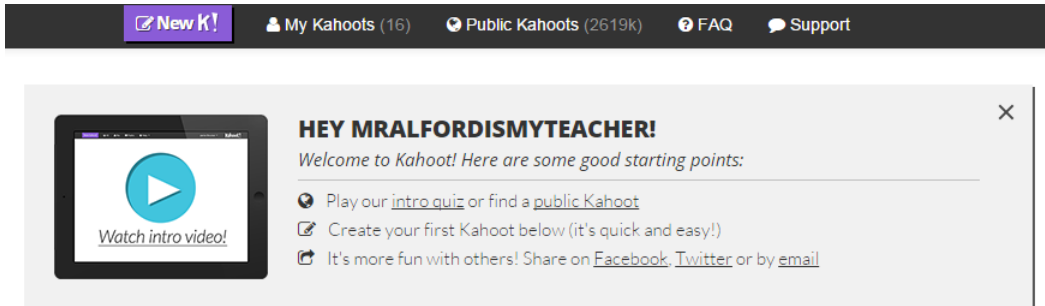 New K! My Kahoots (16) Public Kahoots (2619k) FAQ Support
HEY MRALFORDISMYTEACHER!
Welcome to Kahoot! Here are some good starting points:
Play our intro quiz or find a public Kahoot
Create your first Kahoot below (it's quick and easy!)
It's more fun with others! Share on Facebook, Twitter or by email
Watch intro video!